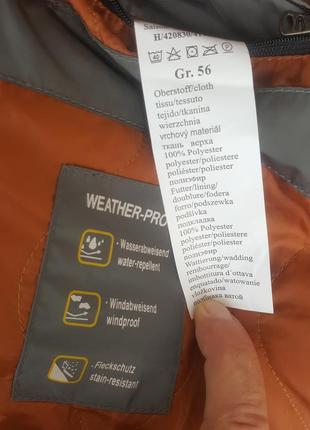 H/420830/
Gr. 56
Oberstoff/cloth
tissu/tessuto
tejido/tkanina
wierzchnia
vrchový materiál
ткань верха
100% Polyester
polyester/poliestere
poliéster/poliester
полиэфир
Futter/lining/
doublure/fodera
forro/podszewka
podšívka
подкладка
100% Polyester
polyester/poliestere
poliéster/poliester
полиэфир
Wattierung/wadding
rembourrage/
imbottitura d'ottava
enquatado/watowanie
vložkovina
ватой
WEATHER-PRO
· Wasserabweisend
water-repellent
· Windabweisend
windproof
· Fleckschutz
stain-resistant